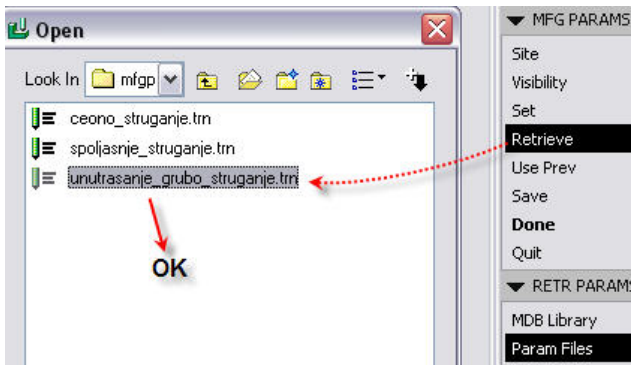 Open
Look In mfgp
ceono_struganje.trn
spoljasnje_struganje.trn
unutrasanje_grubo_struganje.trn
OK
MFG PARAMS
Site
Visibility
Set
Retrieve
Use Prev
Save
Done
Quit
RETR PARAMS
MDB Library
Param Files